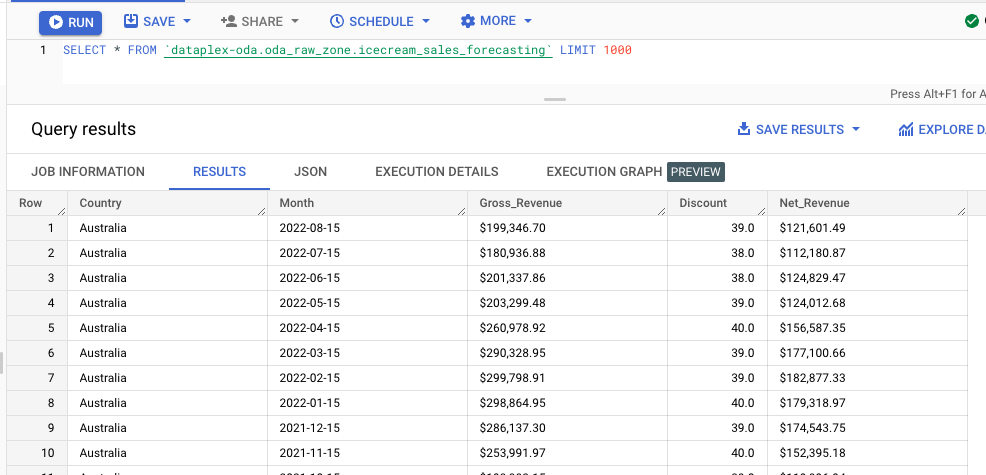 RUN SAVE SHARE SCHEDULE MORE
1 SELECT * FROM `dataplex-oda.oda_raw_zone.icecream_sales_forecasting` LIMIT 1000
Press Alt+F1 for A
Query results SAVE RESULTS EXPLORE D
JOB INFORMATION RESULTS JSON EXECUTION DETAILS EXECUTION GRAPH PREVIEW
Row Country Month Gross_Revenue Discount Net_Revenue
1 Australia 2022-08-15 $199,346.70 39.0 $121,601.49
2 Australia 2022-07-15 $180,936.88 38.0 $112,180.87
3 Australia 2022-06-15 $201,337.86 38.0 $124,829.47
4 Australia 2022-05-15 $203,299.48 39.0 $124,012.68
5 Australia 2022-04-15 $260,978.92 40.0 $156,587.35
6 Australia 2022-03-15 $290,328.95 39.0 $177,100.66
7 Australia 2022-02-15 $299,798.91 39.0 $182,877.33
8 Australia 2022-01-15 $298,864.95 40.0 $179,318.97
9 Australia 2021-12-15 $286,137.30 39.0 $174,543.75
10 Australia 2021-11-15 $253,991.97 40.0 $152,395.18